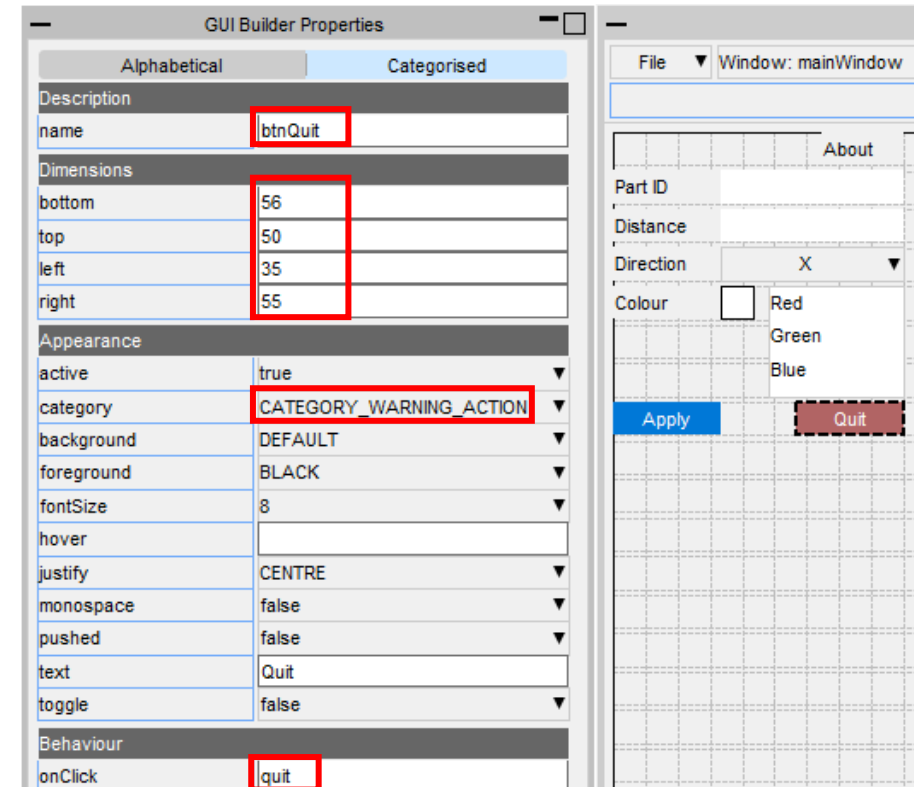 GUI Builder Properties
Alphabetical Categorised
Description
name btnQuit
Dimensions
bottom 56
top 50
left 35
right 55
Appearance
active true
category CATEGORY_WARNING_ACTION
background DEFAULT
foreground BLACK
fontSize 8
hover
justify CENTRE
monospace false
pushed false
text Quit
toggle false
Behaviour
onClick quit
File Window: mainWindow
About
Part ID
Distance
Direction X
Colour Red
Green
Blue
Apply Quit